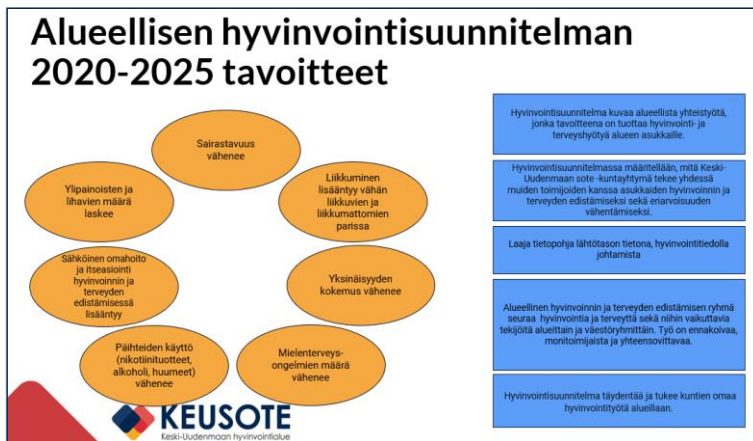 Alueellisen hyvinvointisuunnitelman
2020-2025 tavoitteet
Sairastavuus
vähenee
Liikkuminen
lisääntyy vähän
liikkuvien ja
liikkumattomien
parissa
Yksinäisyyden
kokemus vähenee
Mielenterveys-
ongelmien määrä
vähenee
Päihteiden käyttö
(nikotiinituotteet,
alkoholi, huumeet)
vähenee
Sähköinen omahoito
ja itseasiointi
hyvinvoinnin ja
terveyden
edistämisessä
lisääntyy
Ylipainoisten ja
lihavien määrä
laskee
Hyvinvointisuunnitelma kuvaa alueellista yhteistyötä,
jonka tavoitteena on tuottaa hyvinvointi- ja
terveyshyötyä alueen asukkaille.
Hyvinvointisuunnitelmassa määritellään, mitä Keski-
Uudenmaan sote -kuntayhtymä tekee yhdessä
muiden toimijoiden kanssa asukkaiden hyvinvoinnin ja
terveyden edistämiseksi sekä eriarvoisuuden
vähentämiseksi.
Laaja tietopohja lähtötason tietona, hyvinvointitiedolla
johtamista
Alueellinen hyvinvoinnin ja terveyden edistämisen ryhmä
seuraa hyvinvointia ja terveyttä sekä niihin vaikuttavia
tekijöitä alueittain ja väestöryhmittäin. Työ on ennakoivaa,
monitoimijaista ja yhteensovittavaa.
Hyvinvointisuunnitelma täydentää ja tukee kuntien omaa
hyvinvointityötä alueillaan.
KEUSOTE
Keski-Uudenmaan hyvinvointialue